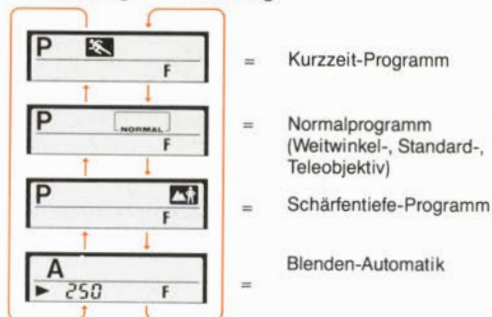 P
F
= Kurzzeit-Programm
P NORMAL
F
= Normalprogramm
(Weitwinkel-, Standard-,
Teleobjektiv)
P
F
= Schärfentiefe-Programm
A
► 250 F
= Blenden-Automatik